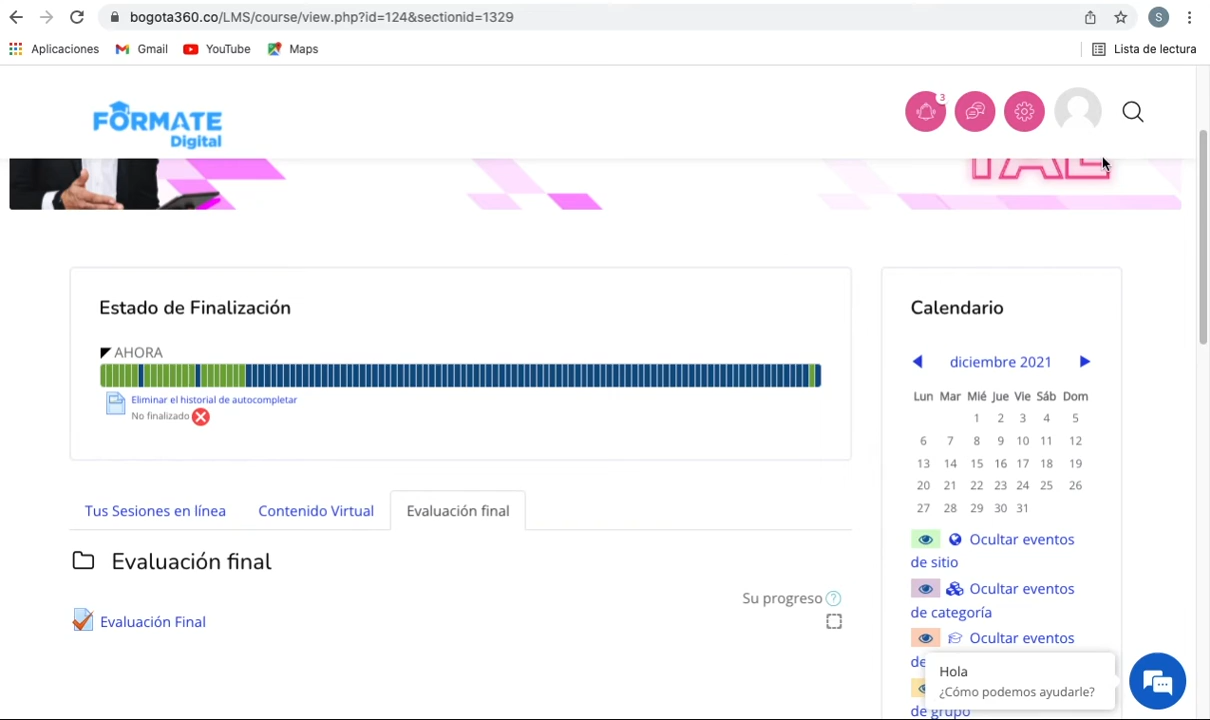 bogota360.co/LMS/course/view.php?id=124&sectionid=1329
S
Aplicaciones Gmail YouTube Maps
Lista de lectura
FÓRMATE
Digital
3
Estado de Finalización
AHORA
Eliminar el historial de autocompletar
No finalizado
Tus Sesiones en línea Contenido Virtual Evaluación final
Evaluación final
Su progreso
Evaluación Final
Calendario
diciembre 2021
Lun Mar Mié Jue Vie Sáb Dom
1 2 3 4 5
6 7 8 9 10 11 12
13 14 15 16 17 18 19
20 21 22 23 24 25 26
27 28 29 30 31
Ocultar eventos
de sitio
Ocultar eventos
de categoría
Ocultar eventos
de grupo
Hola
¿Cómo podemos ayudarle?